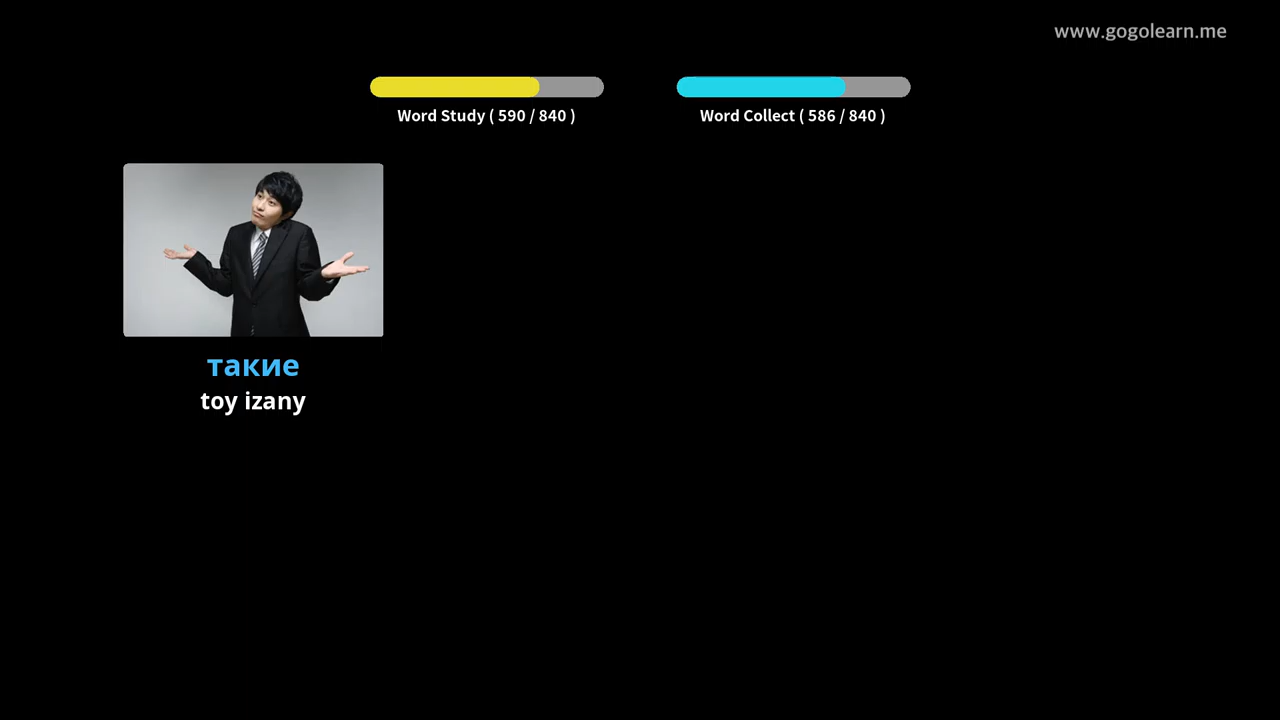 www.gogolearn.me
Word Study ( 590 / 840 )
Word Collect ( 586 / 840 )
такие
toy izany